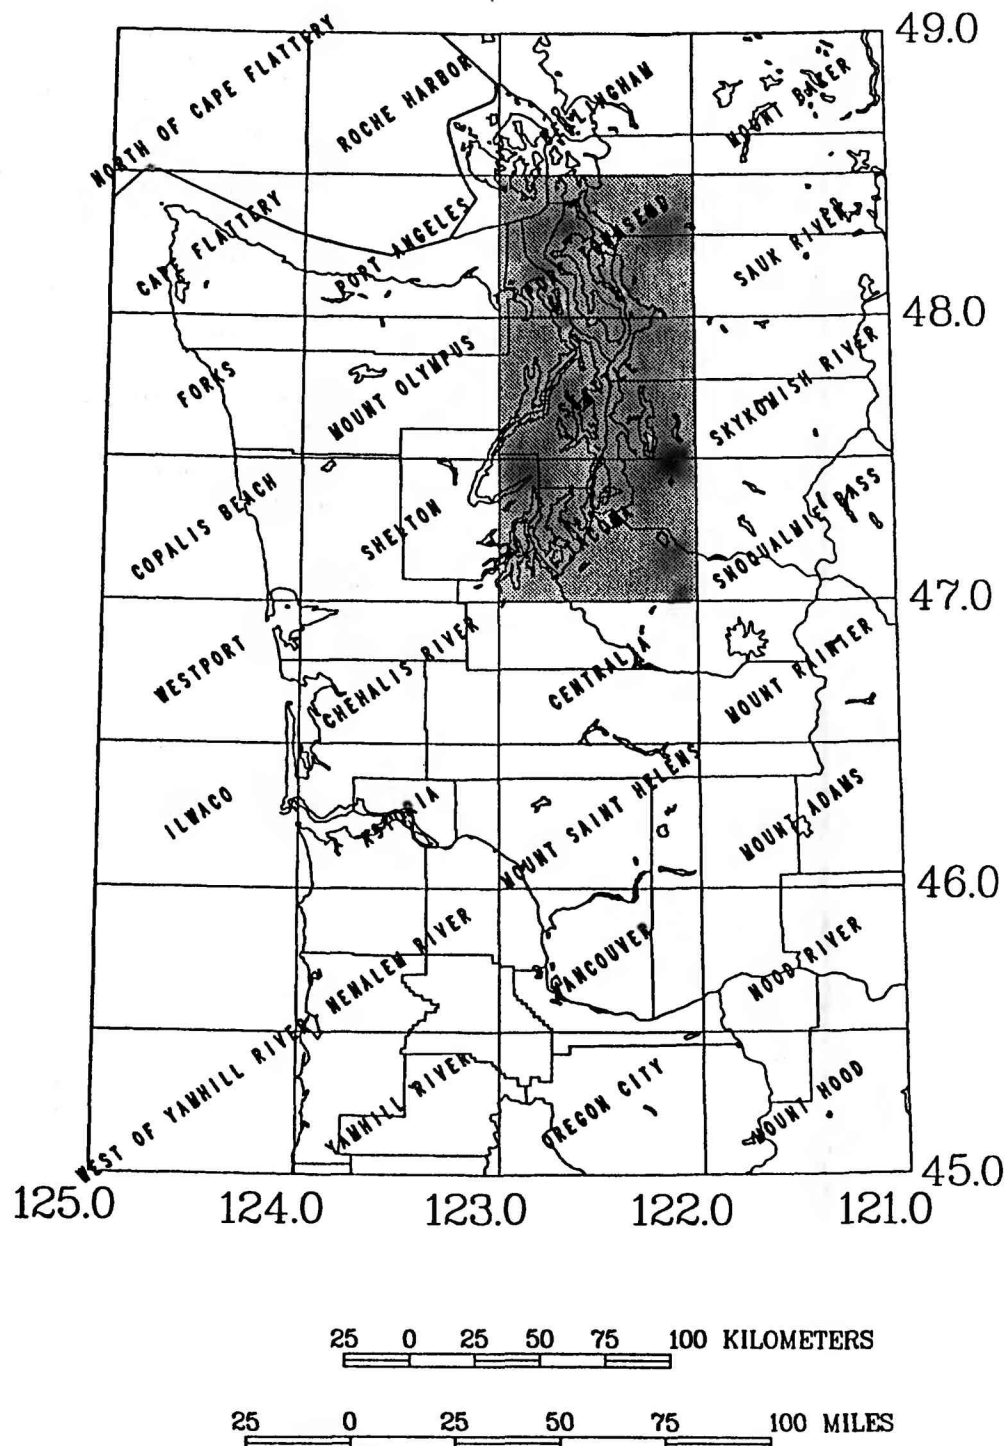 49.0
NORTH OF CAPE FLATTERY
ROCHE HARBOR
BELLINGHAM
MOUNT BAKER
CAPE FLATTERY
PORT ANGELES
PORT TOWNSEND
SAUK RIVER
48.0
FORKS
MOUNT OLYMPUS
SEATTLE
SKYKOMISH RIVER
COPALIS BEACH
SHELTON
TACOMA
SNOQUALMIE PASS
47.0
WESTPORT
CHEHALIS RIVER
CENTRALIA
MOUNT RAINIER
ILWACO
ASTORIA
MOUNT SAINT HELENS
MOUNT ADAMS
46.0
NEHALEM RIVER
VANCOUVER
HOOD RIVER
WEST OF YAMHILL RIVER
YAMHILL RIVER
OREGON CITY
MOUNT HOOD
45.0
125.0 124.0 123.0 122.0 121.0
25 0 25 50 75 100 KILOMETERS
25 0 25 50 75 100 MILES